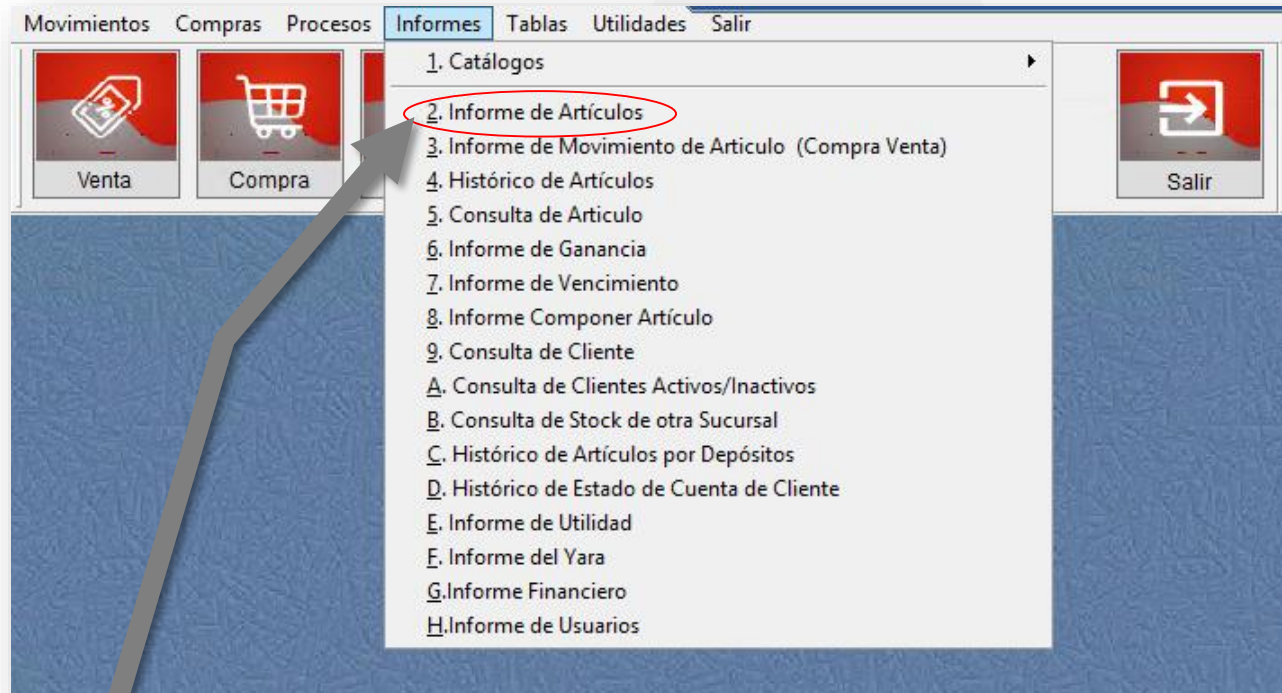 Movimientos Compras Procesos Informes Tablas Utilidades Salir
Venta
Compra
Salir
1. Catálogos
2. Informe de Artículos
3. Informe de Movimiento de Articulo (Compra Venta)
4. Histórico de Artículos
5. Consulta de Articulo
6. Informe de Ganancia
7. Informe de Vencimiento
8. Informe Componer Artículo
9. Consulta de Cliente
A. Consulta de Clientes Activos/Inactivos
B. Consulta de Stock de otra Sucursal
C. Histórico de Artículos por Depósitos
D. Histórico de Estado de Cuenta de Cliente
E. Informe de Utilidad
F. Informe del Yara
G.Informe Financiero
H.Informe de Usuarios